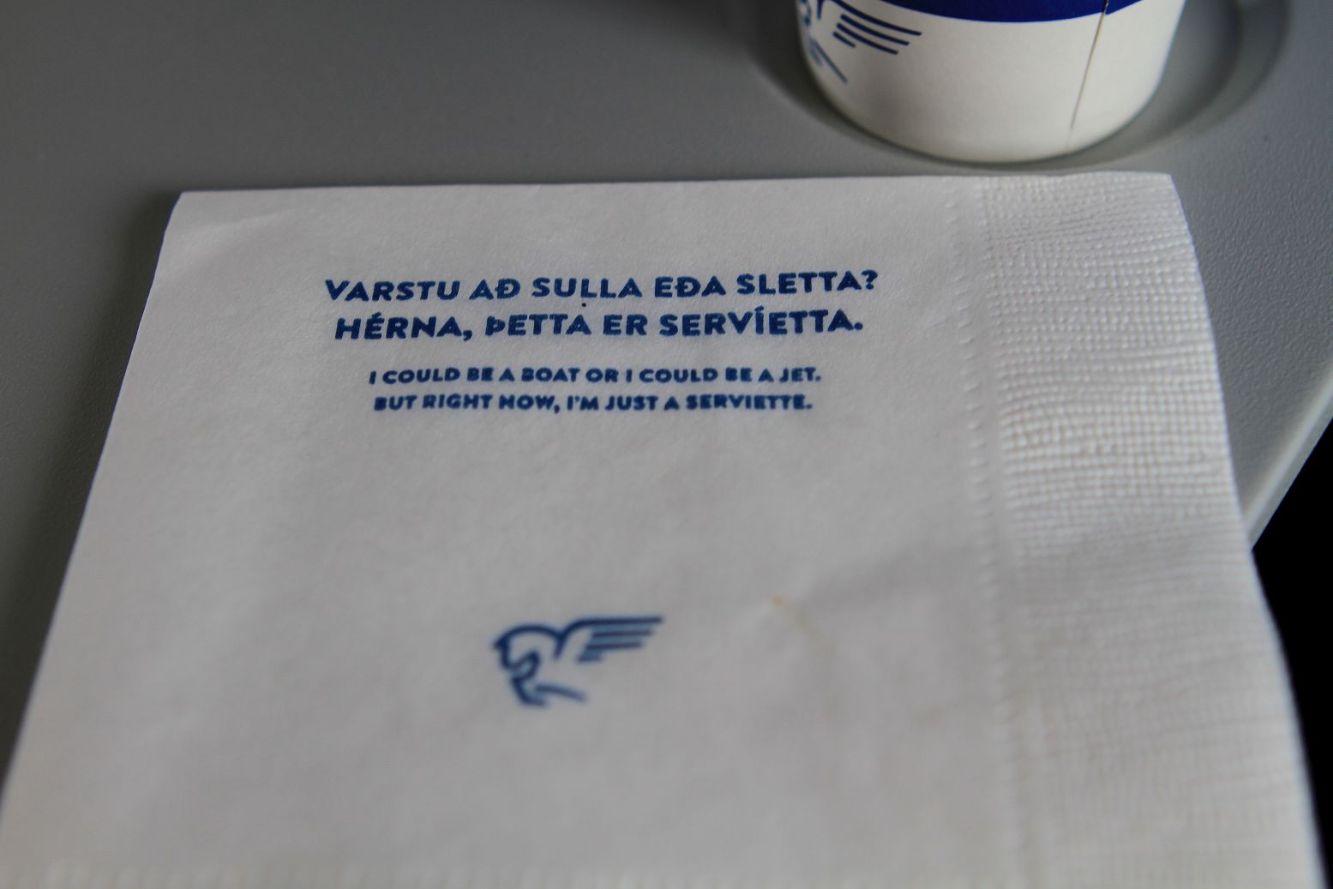 VARSTU AÐ SULLA EÐA SLETTA?
HÉRNA, ÞETTA ER SERVÍETTA.
I COULD BE A BOAT OR I COULD BE A JET.
BUT RIGHT NOW, I'M JUST A SERVIETTE.